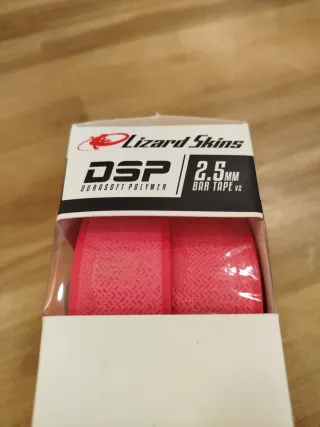 Lizard Skins
DSP
DURASOFT POLYMER
2.5MM
BAR TAPE V2